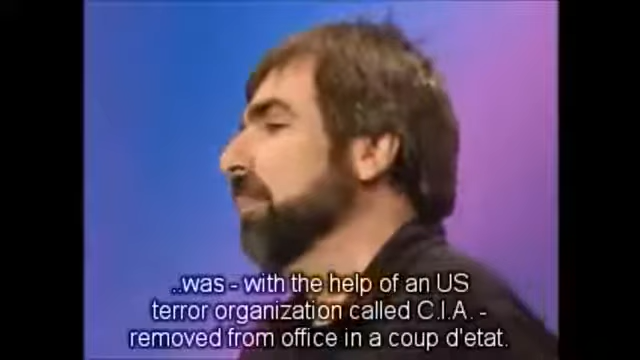 ..was - with the help of an US
terror organization called C.I.A. -
removed from office in a coup d'etat.